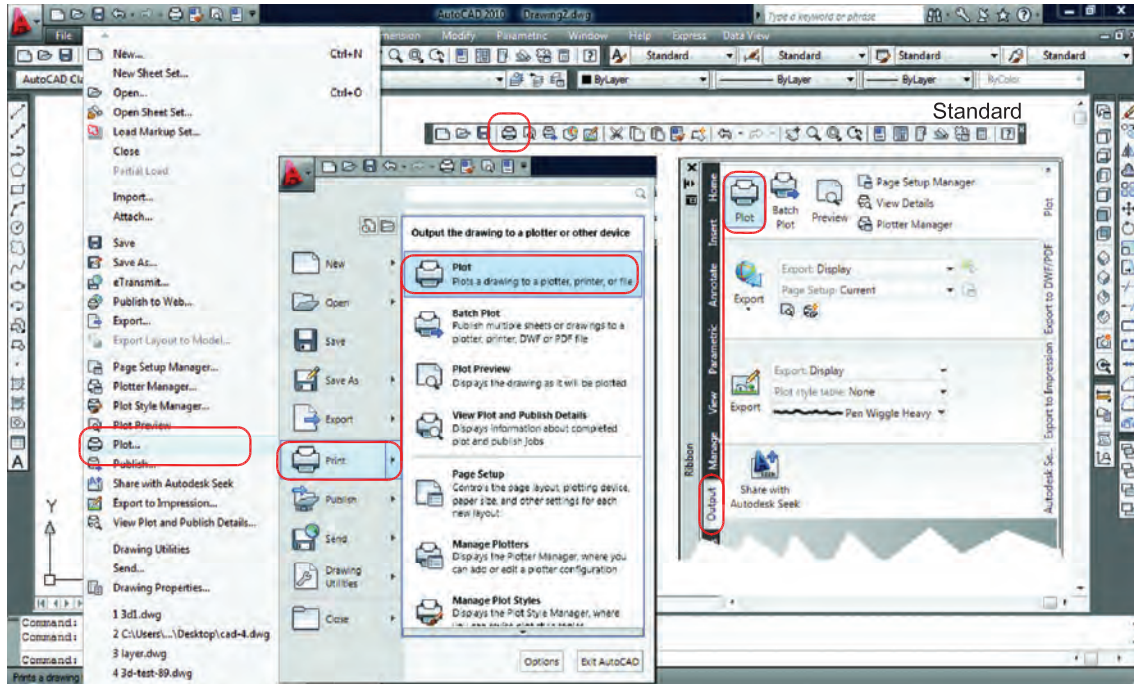 AutoCAD 2010 Drawing2.dwg
Type a keyword or phrase
File
Modify Parametric Window Help Express Data View
Standard Standard Standard Standard
ByLayer ByLayer ByLayer ByColor
New... Ctrl+N
New Sheet Set...
Open... Ctrl+O
Open Sheet Set...
Load Markup Set...
Close
Partial Load
Import...
Attach...
Save
Save As...
eTransmit...
Publish to Web...
Export...
Export Layout to Model...
Page Setup Manager...
Plotter Manager...
Plot Style Manager...
Plot Preview
Plot...
Publish...
Share with Autodesk Seek
Export to Impression...
View Plot and Publish Details...
Drawing Utilities
Send...
Drawing Properties...
1 3d1.dwg
2 C:\Users\...\Desktop\cad-4.dwg
3 layer.dwg
4 3d-test-89.dwg
Y
Command:
Command:
Command:
Prints a drawing
New
Open
Save
Save As
Export
Print
Publish
Send
Drawing
Utilities
Close
Output the drawing to a plotter or other device
Plot
Plots a drawing to a plotter, printer, or file
Batch Plot
Publish multiple sheets or drawings to a
plotter, printer, DWF or PDF file
Plot Preview
Displays the drawing as it will be plotted
View Plot and Publish Details
Displays information about completed
plot and publish jobs
Page Setup
Controls the page layout, plotting device,
paper size, and other settings for each
new layout
Manage Plotters
Displays the Plotter Manager, where you
can add or edit a plotter configuration
Manage Plot Styles
Displays the Plot Style Manager, where
Options Exit AutoCAD
Standard
Ribbon
Home
Insert
Annotate
Parametric
View
Manage
Output
Plot
Batch
Plot
Preview
Page Setup Manager
View Details
Plotter Manager
Plot
Export
Export: Display
Page Setup: Current
Export to DWF/PDF
Export
Export: Display
Plot style table: None
Pen Wiggle Heavy
Export to Impression
Share with
Autodesk Seek
Autodesk Se...
A